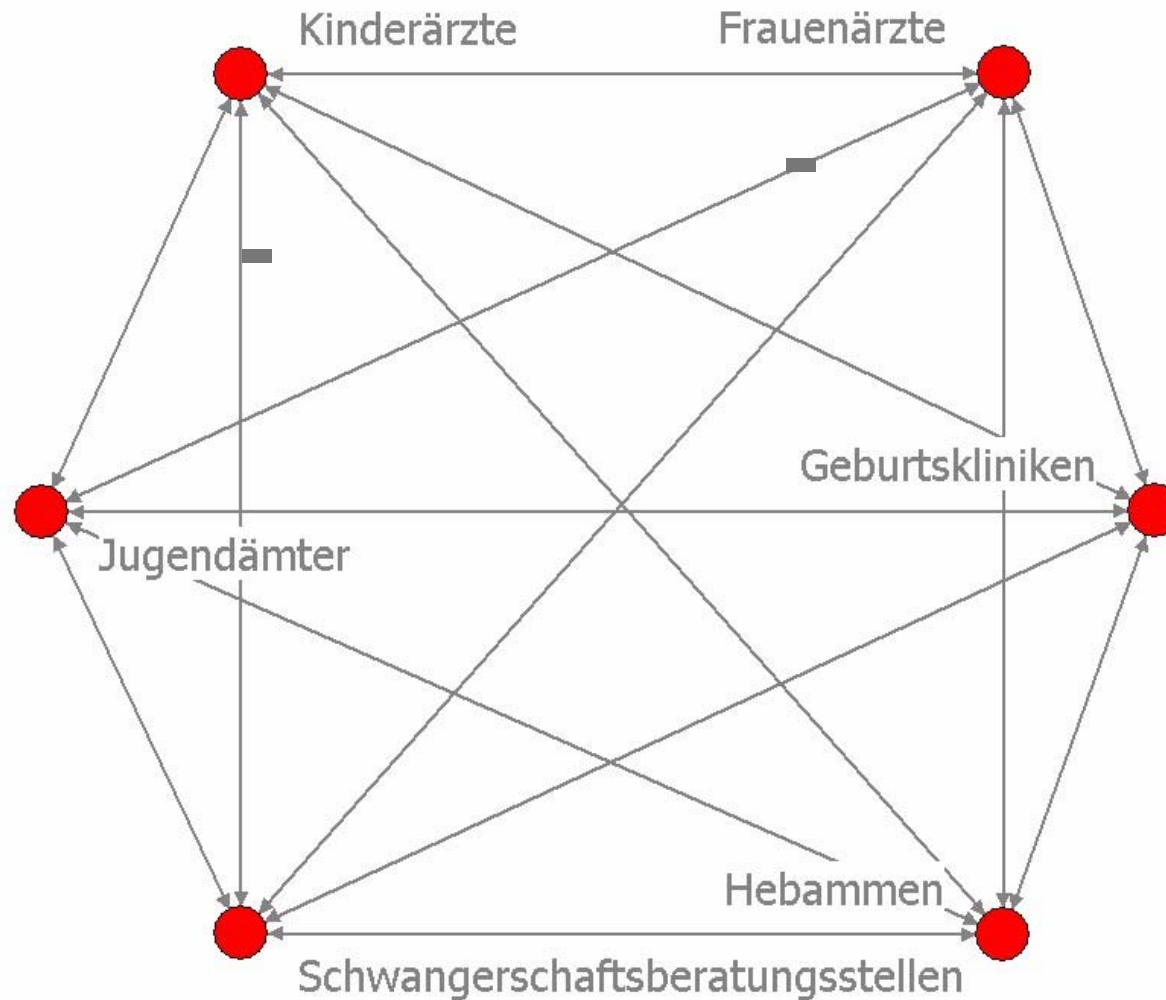 Kinderärzte
Frauenärzte
Geburtskliniken
Jugendämter
Hebammen
Schwangerschaftsberatungsstellen